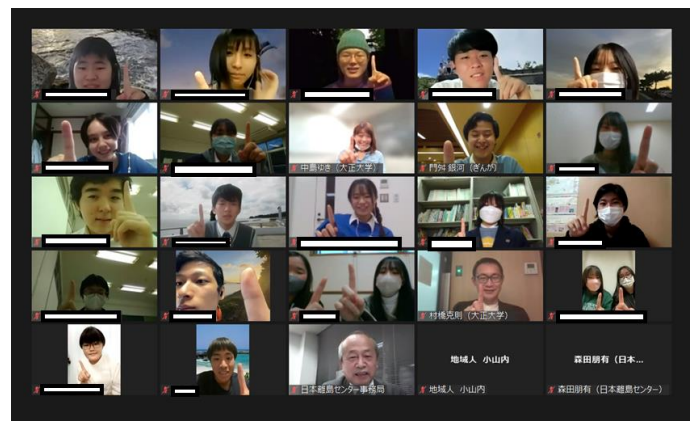 中島ゆき（大正大学）
門舛 銀河（ぎんが）
村橋克則（大正大学）
地域人 小山内
森田朋有（日本...
日本離島センター事務局
地域人 小山内
森田朋有（日本離島センター）